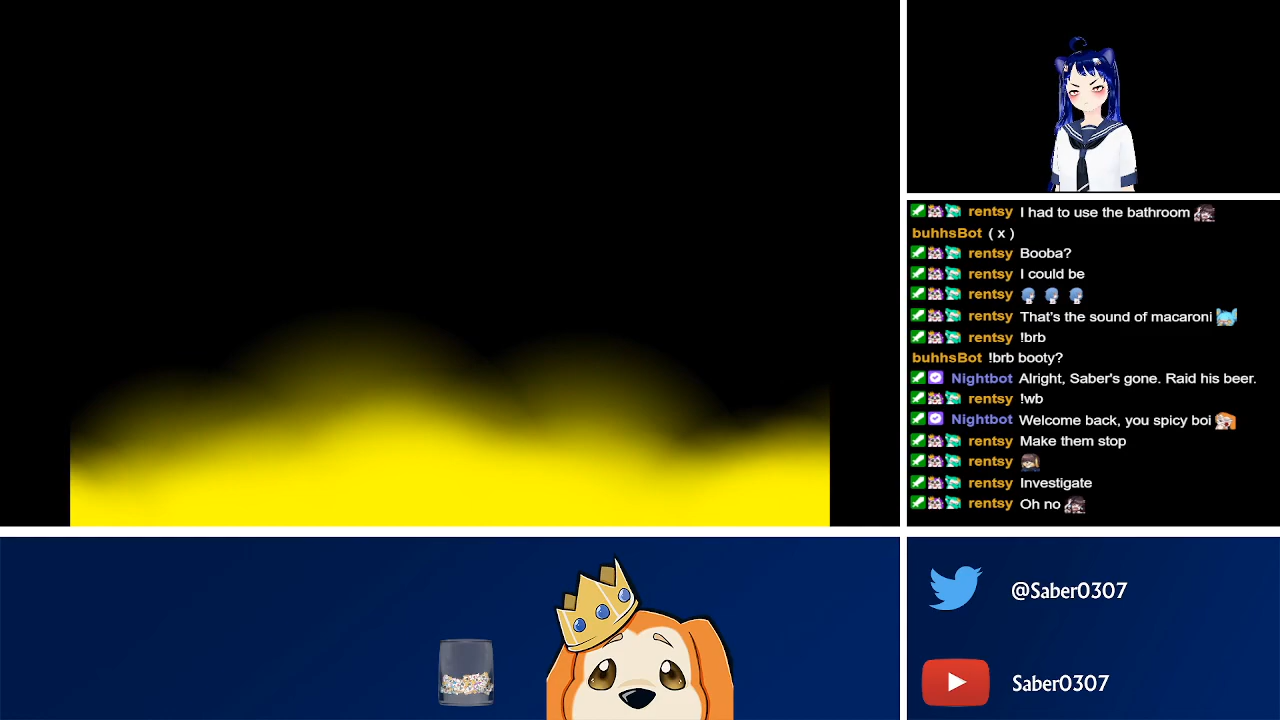 rentsy I had to use the bathroom
buhhsBot ( x )
rentsy Booba?
rentsy I could be
rentsy
rentsy That's the sound of macaroni
rentsy !brb
buhhsBot !brb booty?
Nightbot Alright, Saber's gone. Raid his beer.
rentsy !wb
Nightbot Welcome back, you spicy boi
rentsy Make them stop
rentsy
rentsy Investigate
rentsy Oh no
@Saber0307
Saber0307